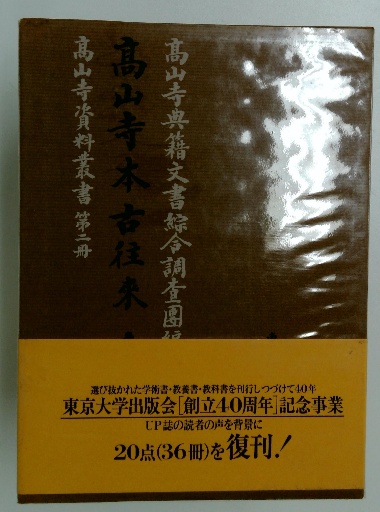 高山寺典籍文書綜合調査團編
高山寺本古往来
高山寺資料叢書 第二冊
選び抜かれた学術書・教養書・教科書を刊行しつづけて40年
東京大学出版会[創立40周年]記念事業
UP誌の読者の声を背景に
20点(36冊)を復刊!